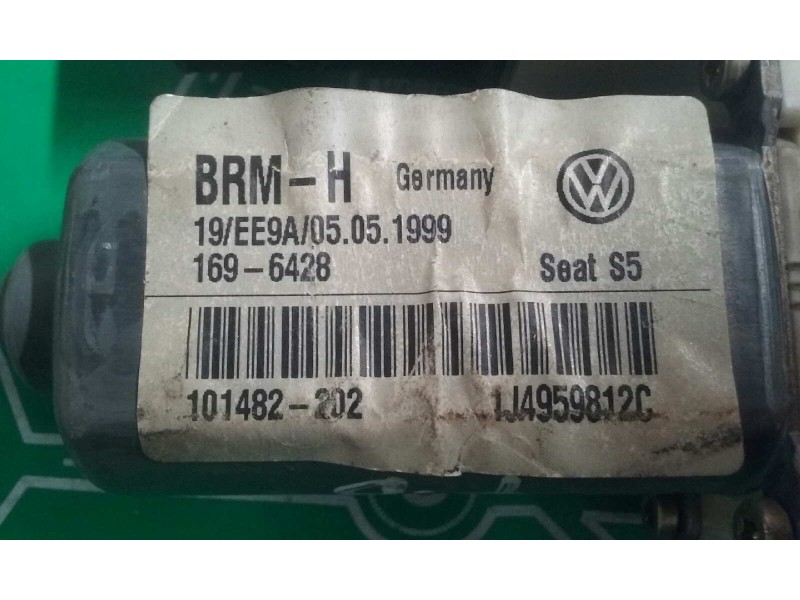 BRM-H Germany
19/EE9A/05.05.1999
169-6428 Seat S5
101482-202 1J4959812C